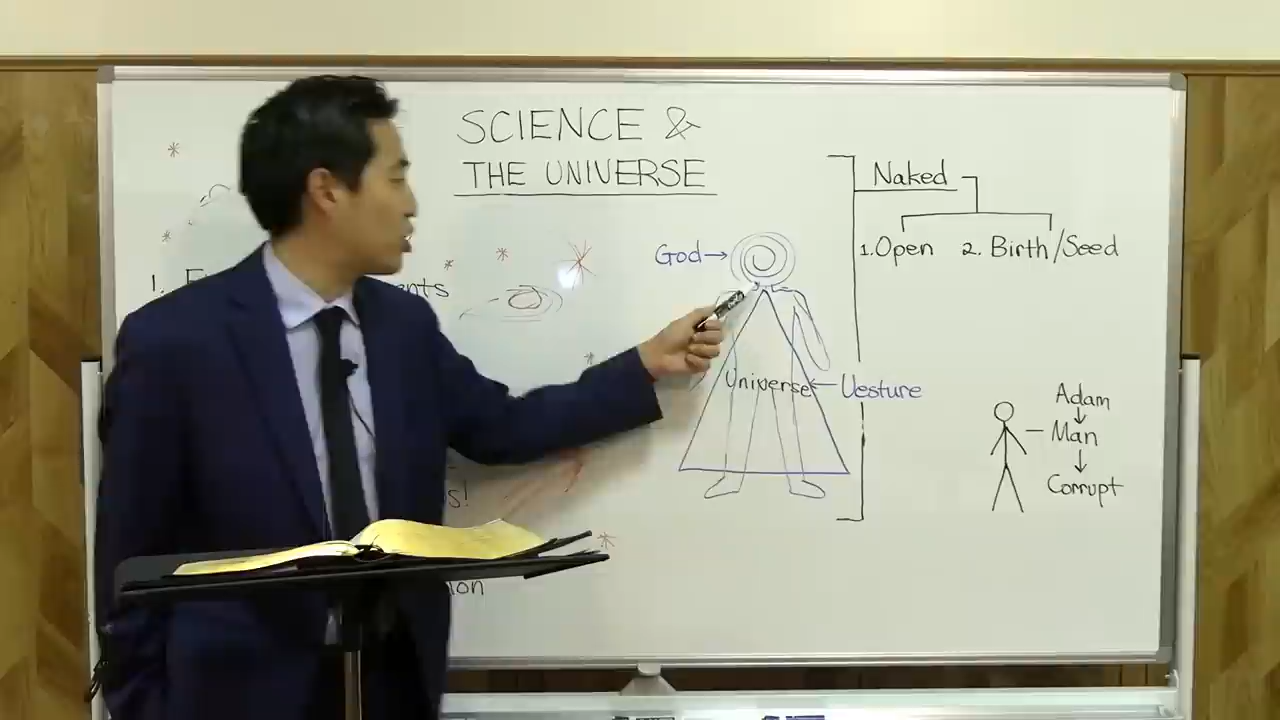 SCIENCE &
THE UNIVERSE
Naked
1. Open 2. Birth/Seed
God
Universe
Vesture
Adam
Man
Corrupt
1.